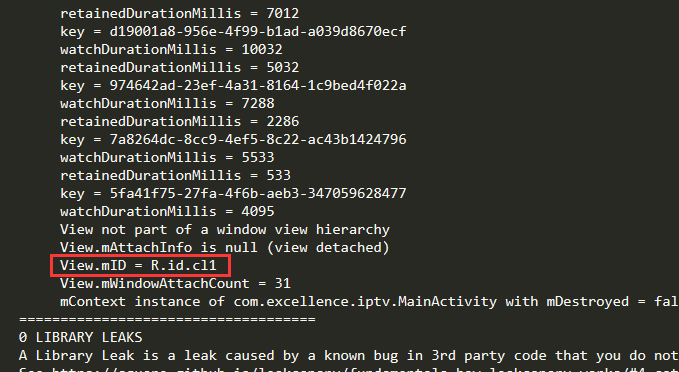 retainedDurationMillis = 7012
key = d19001a8-956e-4f99-b1ad-a039d8670ecf
watchDurationMillis = 10032
retainedDurationMillis = 5032
key = 974642ad-23ef-4a31-8164-1c9bed4f022a
watchDurationMillis = 7288
retainedDurationMillis = 2286
key = 7a8264dc-8cc9-4ef5-8c22-ac43b1424796
watchDurationMillis = 5533
retainedDurationMillis = 533
key = 5fa41f75-27fa-4f6b-aeb3-347059628477
watchDurationMillis = 4095
View not part of a window view hierarchy
View.mAttachInfo is null (view detached)
View.mID = R.id.cl1
View.mWindowAttachCount = 31
mContext instance of com.excellence.iptv.MainActivity with mDestroyed = fal
====================================
0 LIBRARY LEAKS
A Library Leak is a leak caused by a known bug in 3rd party code that you do not